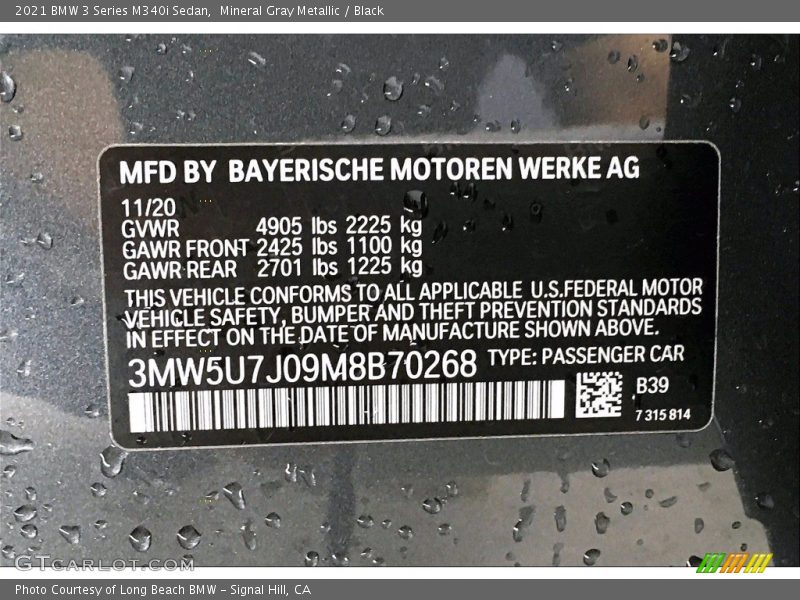 2021 BMW 3 Series M340i Sedan, Mineral Gray Metallic / Black
MFD BY BAYERISCHE MOTOREN WERKE AG
11/20
GVWR 4905 lbs 2225 kg
GAWR FRONT 2425 lbs 1100 kg
GAWR REAR 2701 lbs 1225 kg
THIS VEHICLE CONFORMS TO ALL APPLICABLE U.S.FEDERAL MOTOR
VEHICLE SAFETY, BUMPER AND THEFT PREVENTION STANDARDS
IN EFFECT ON THE DATE OF MANUFACTURE SHOWN ABOVE.
3MW5U7J09M8B70268 TYPE: PASSENGER CAR
B39
7 315 814
GTCarLot.com
Photo Courtesy of Long Beach BMW - Signal Hill, CA